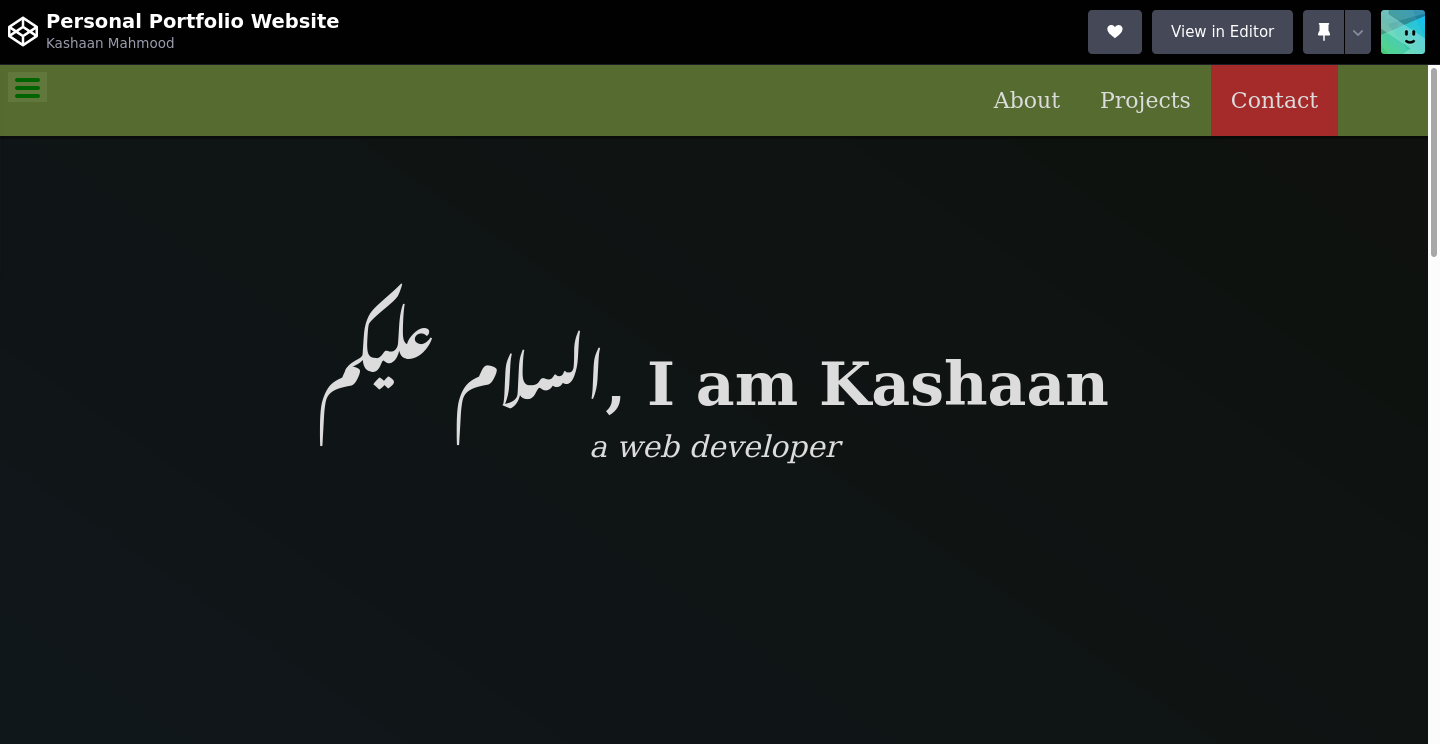 Personal Portfolio Website
Kashaan Mahmood
View in Editor
About
Projects
Contact
السلام عليكم, I am Kashaan
a web developer